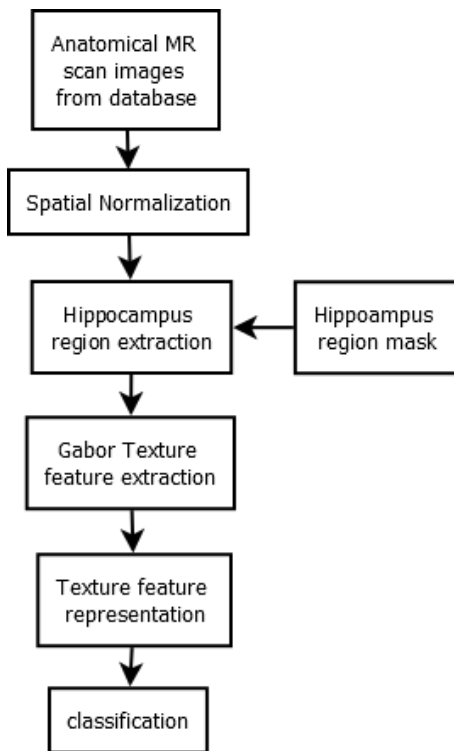 Anatomical MR
scan images
from database
Spatial Normalization
Hippocampus
region extraction
Hippoampus
region mask
Gabor Texture
feature extraction
Texture feature
representation
classification